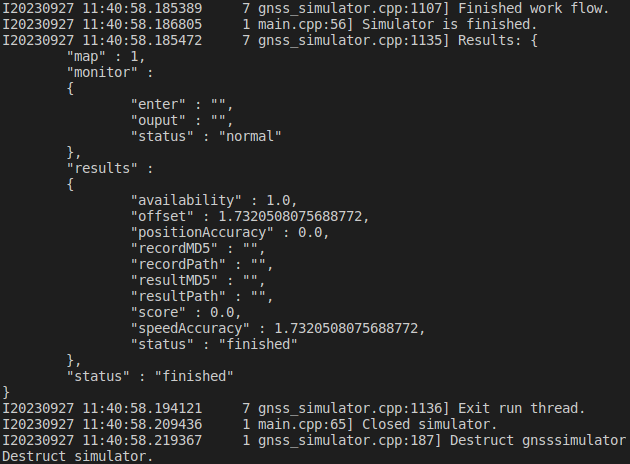 I20230927 11:40:58.185389     7 gnss_simulator.cpp:1107] Finished work flow.
I20230927 11:40:58.186805     1 main.cpp:56] Simulator is finished.
I20230927 11:40:58.185472     7 gnss_simulator.cpp:1135] Results: {
        "map" : 1,
        "monitor" :
        {
                "enter" : "",
                "ouput" : "",
                "status" : "normal"
        },
        "results" :
        {
                "availability" : 1.0,
                "offset" : 1.7320508075688772,
                "positionAccuracy" : 0.0,
                "recordMD5" : "",
                "recordPath" : "",
                "resultMD5" : "",
                "resultPath" : "",
                "score" : 0.0,
                "speedAccuracy" : 1.7320508075688772,
                "status" : "finished"
        },
        "status" : "finished"
}
I20230927 11:40:58.194121     7 gnss_simulator.cpp:1136] Exit run thread.
I20230927 11:40:58.209436     1 main.cpp:65] Closed simulator.
I20230927 11:40:58.219367     1 gnss_simulator.cpp:187] Destruct gnsssimulator
Destruct simulator.